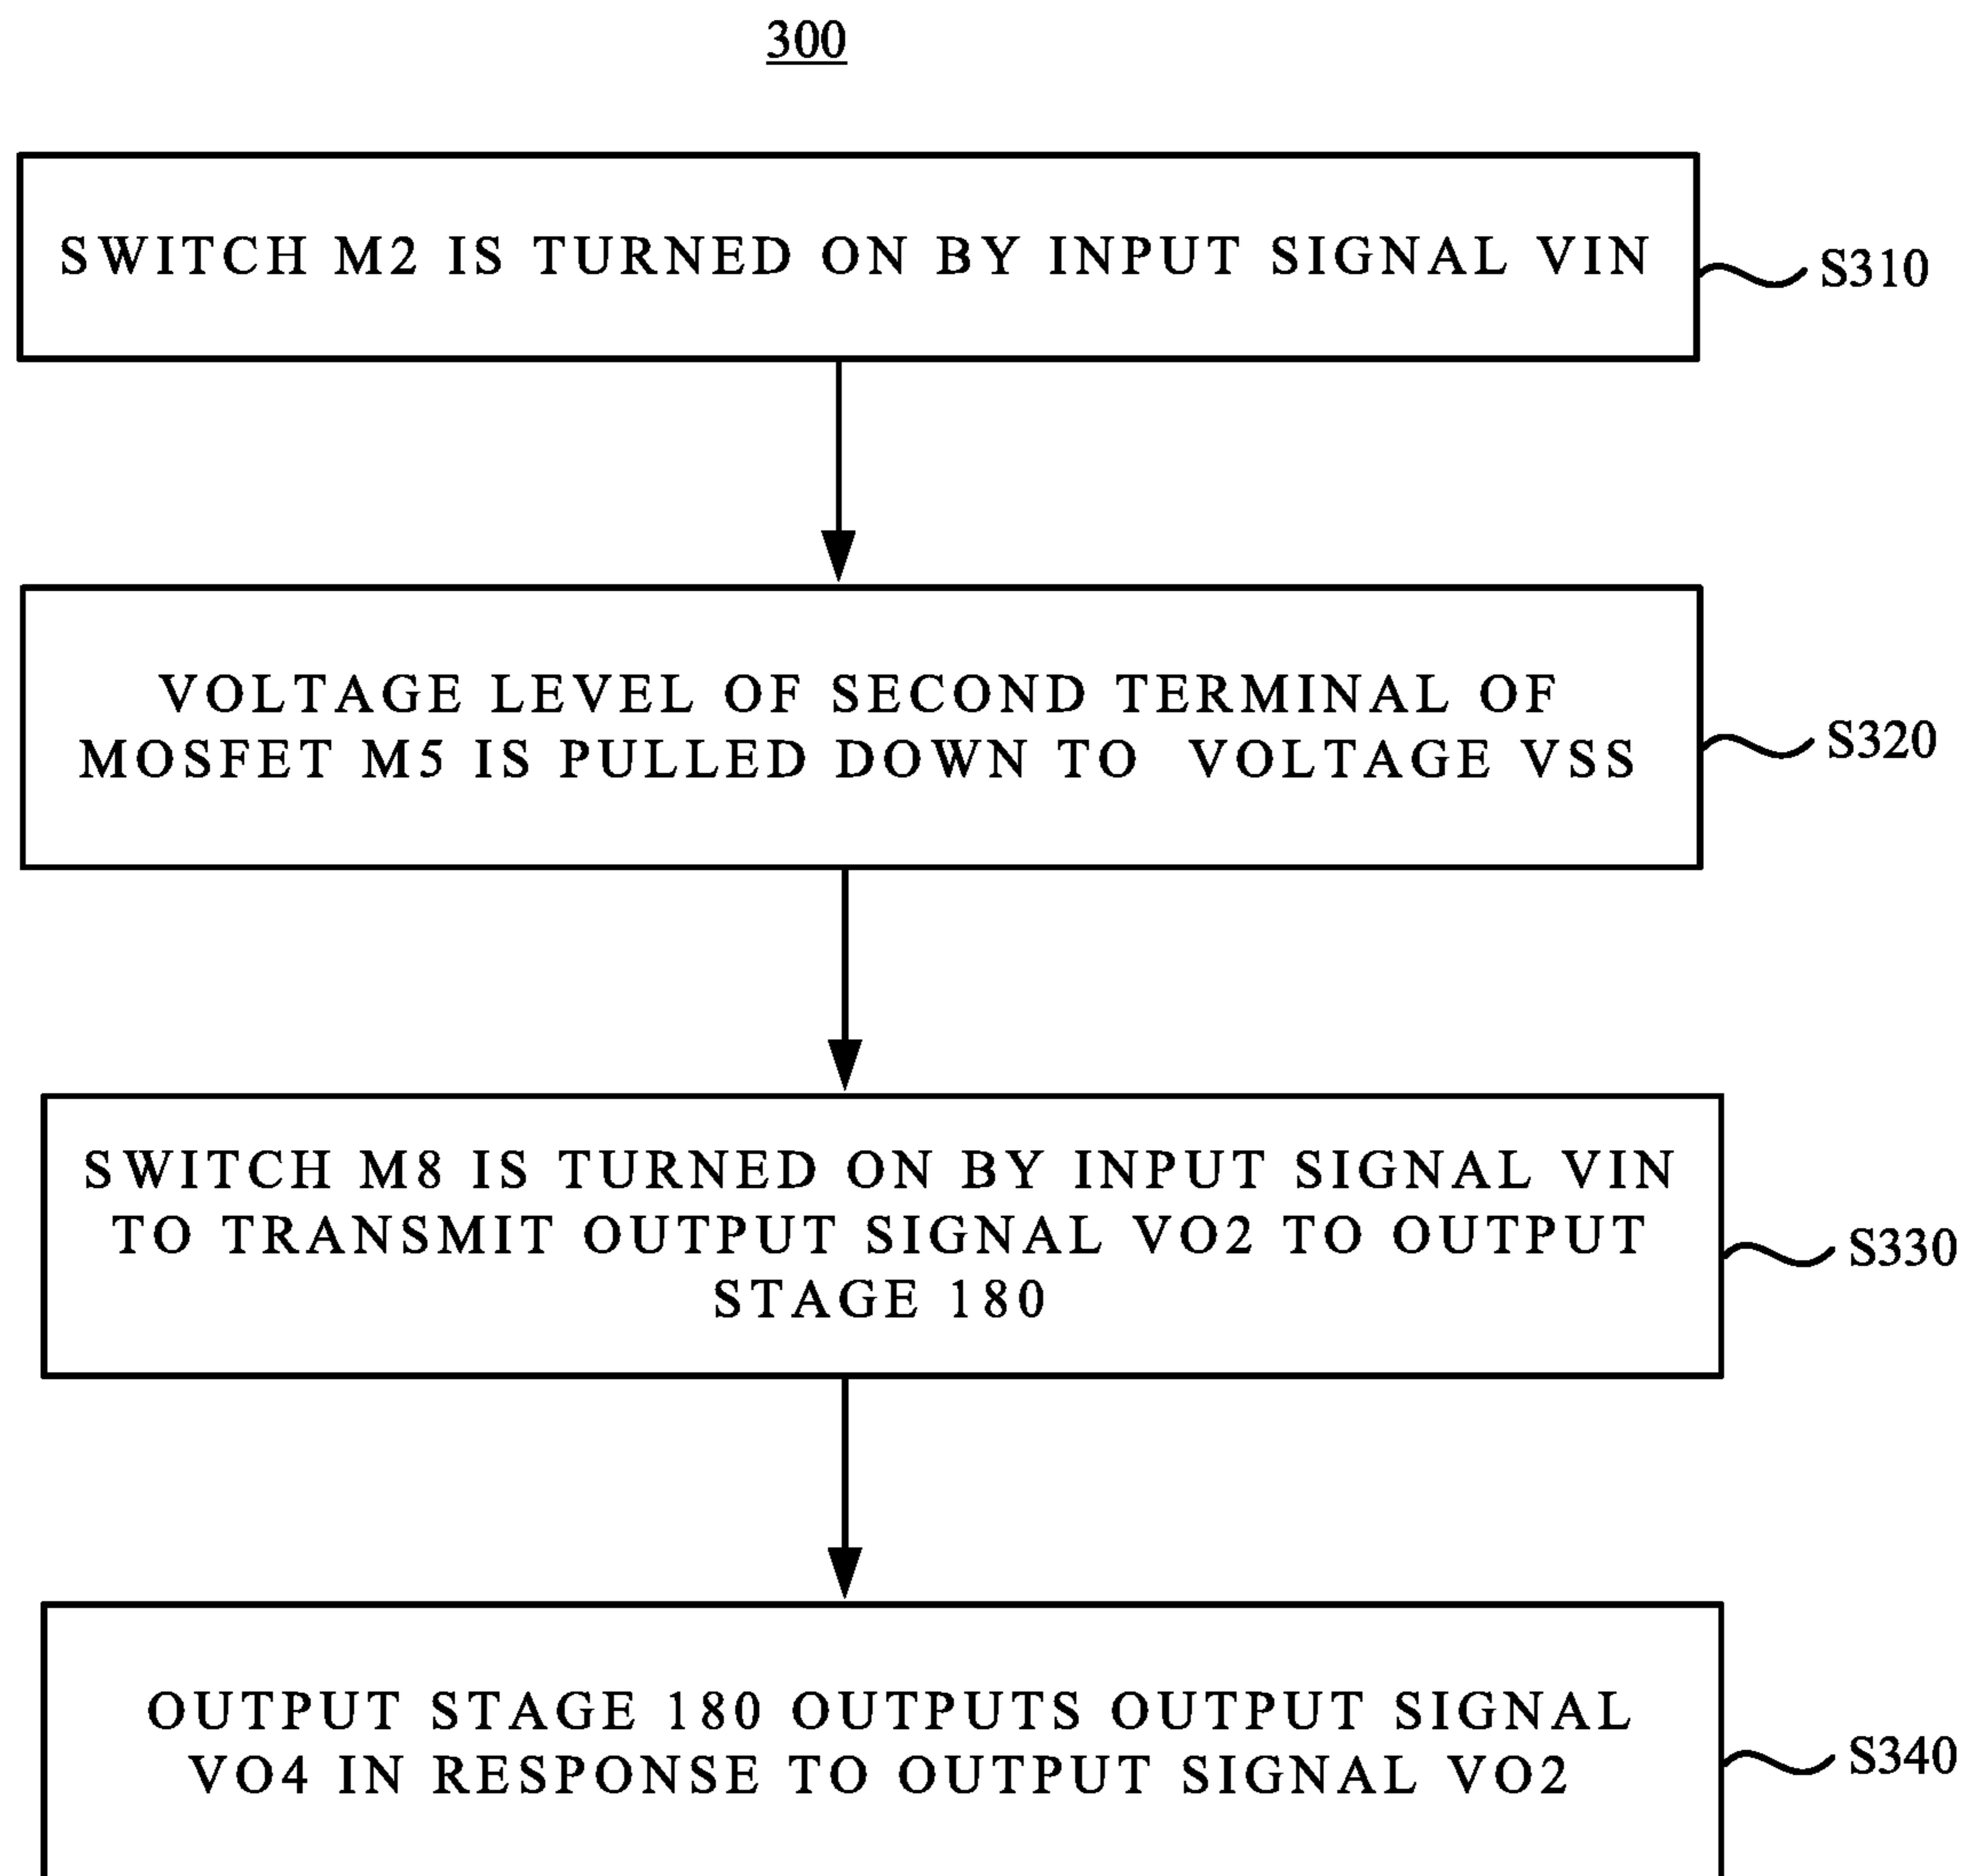 300
SWITCH M2 IS TURNED ON BY INPUT SIGNAL VIN
S310
VOLTAGE LEVEL OF SECOND TERMINAL OF
MOSFET M5 IS PULLED DOWN TO VOLTAGE VSS
S320
SWITCH M8 IS TURNED ON BY INPUT SIGNAL VIN
TO TRANSMIT OUTPUT SIGNAL VO2 TO OUTPUT
STAGE 180
S330
OUTPUT STAGE 180 OUTPUTS OUTPUT SIGNAL
VO4 IN RESPONSE TO OUTPUT SIGNAL VO2
S340